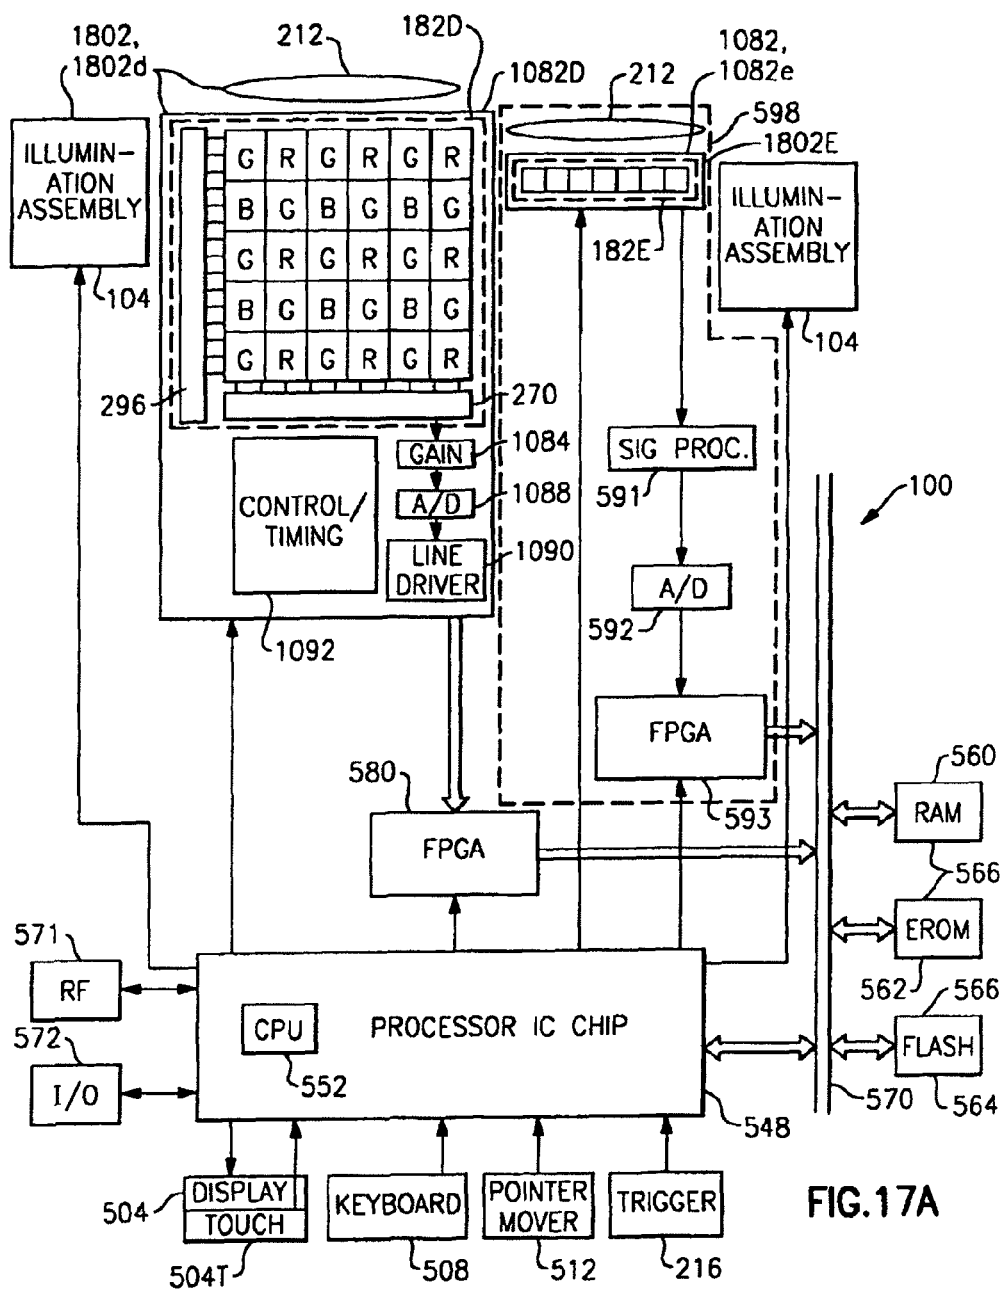 1802,
1802d
212
182D
1082D
1082,
1082e
212
598
1802E
ILLUMIN-
ATION
ASSEMBLY
104
G R G R G R
B G B G B G
G R G R G R
B G B G B G
G R G R G R
296
270
182E
ILLUMIN-
ATION
ASSEMBLY
104
GAIN
1084
A/D
1088
LINE
DRIVER
1090
CONTROL/
TIMING
1092
SIG PROC.
591
A/D
592
FPGA
593
100
580
FPGA
560
RAM
566
EROM
562
566
FLASH
564
570
571
RF
572
I/O
CPU
552
PROCESSOR IC CHIP
548
504
DISPLAY
TOUCH
504T
KEYBOARD
508
POINTER
MOVER
512
TRIGGER
216
FIG.17A